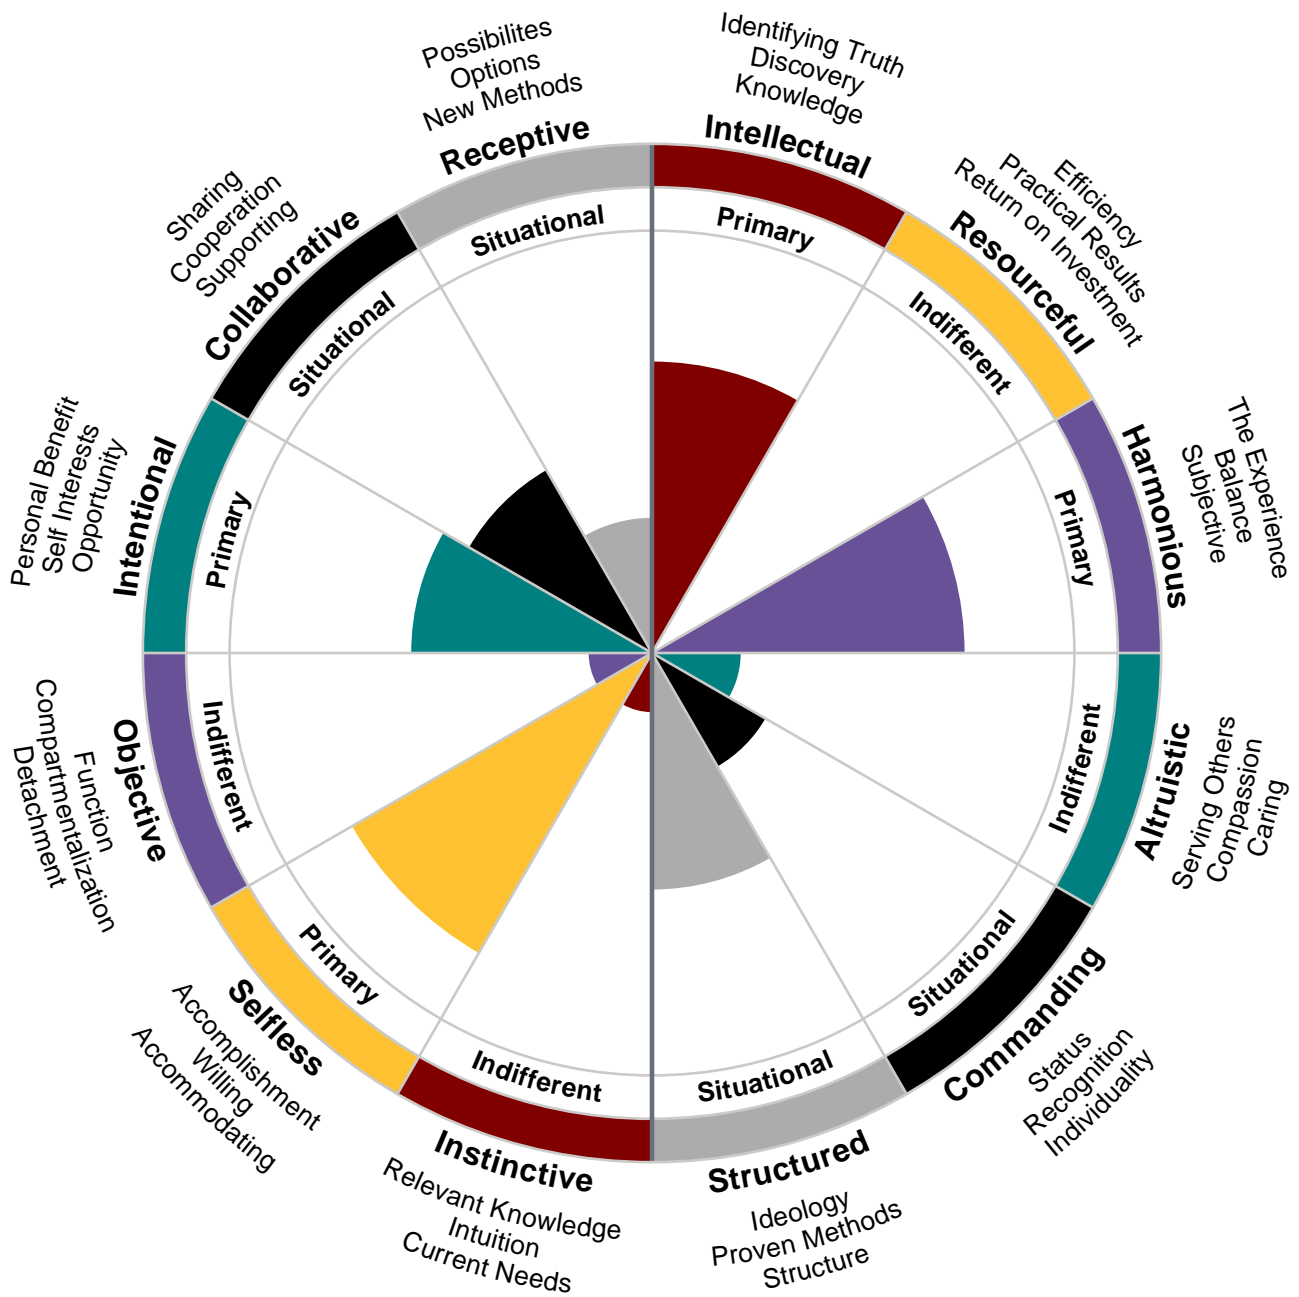 Identifying Truth
Discovery
Knowledge
Intellectual
Primary
Efficiency
Practical Results
Return on Investment
Resourceful
Indifferent
The Experience
Balance
Subjective
Harmonious
Primary
Altruistic
Serving Others
Compassion
Caring
Indifferent
Commanding
Status
Recognition
Individuality
Situational
Situational
Structured
Ideology
Proven Methods
Structure
Indifferent
Instinctive
Relevant Knowledge
Intuition
Current Needs
Primary
Selfless
Accomplishment
Willing
Accommodating
Indifferent
Objective
Function
Compartmentalization
Detachment
Personal Benefit
Self Interests
Opportunity
Intentional
Primary
Sharing
Cooperation
Supporting
Collaborative
Situational
Possibilites
Options
New Methods
Receptive
Situational